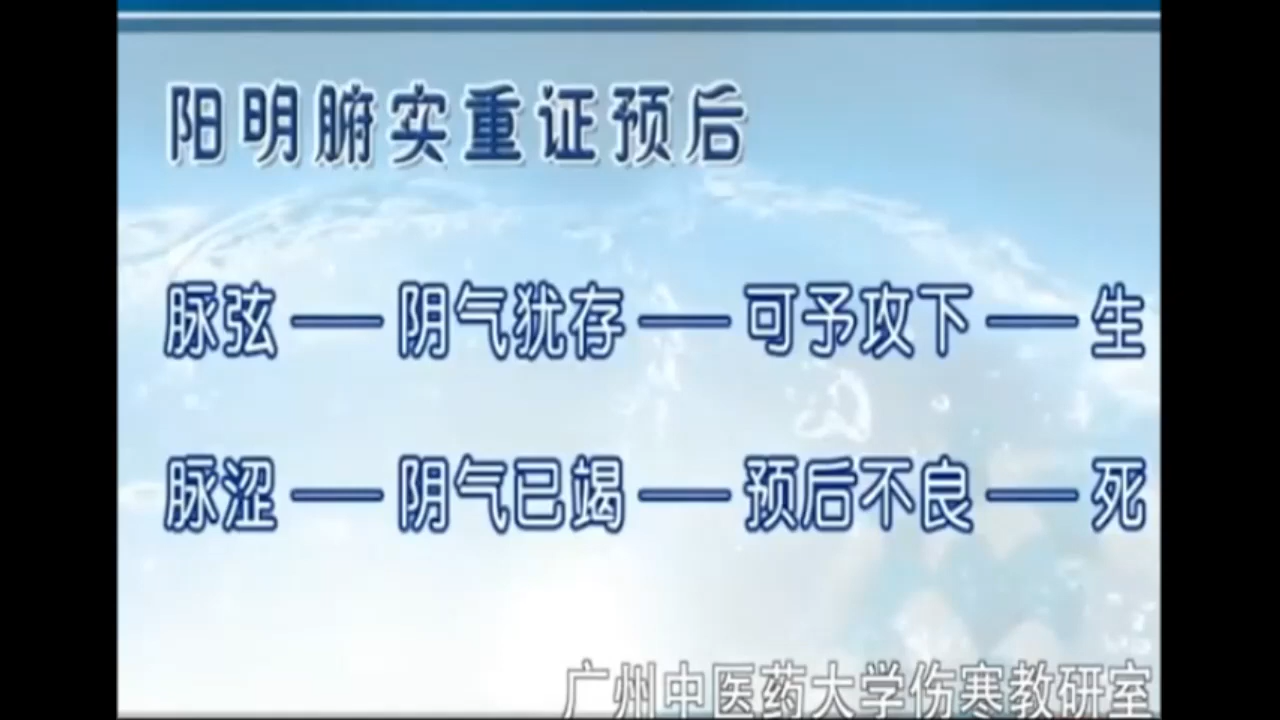 阳明腑实重证预后
脉弦——阴气犹存——可予攻下——生
脉涩——阴气已竭——预后不良——死
广州中医药大学伤寒教研室